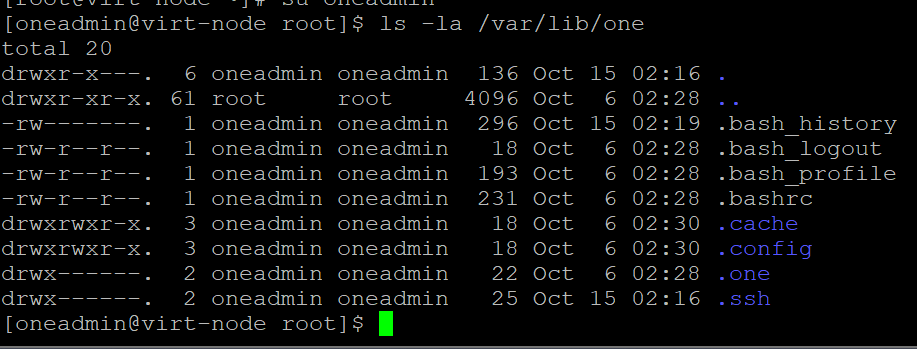 [root@virt-node ~]# su oneadmin
[oneadmin@virt-node root]$ ls -la /var/lib/one
total 20
drwxr-x---.  6 oneadmin oneadmin  136 Oct 15 02:16 .
drwxr-xr-x. 61 root     root     4096 Oct  6 02:28 ..
-rw-------.  1 oneadmin oneadmin  296 Oct 15 02:19 .bash_history
-rw-r--r--.  1 oneadmin oneadmin   18 Oct  6 02:28 .bash_logout
-rw-r--r--.  1 oneadmin oneadmin  193 Oct  6 02:28 .bash_profile
-rw-r--r--.  1 oneadmin oneadmin  231 Oct  6 02:28 .bashrc
drwxrwxr-x.  3 oneadmin oneadmin   18 Oct  6 02:30 .cache
drwxrwxr-x.  3 oneadmin oneadmin   18 Oct  6 02:30 .config
drwx------.  2 oneadmin oneadmin   22 Oct  6 02:28 .one
drwx------.  2 oneadmin oneadmin   25 Oct 15 02:16 .ssh
[oneadmin@virt-node root]$